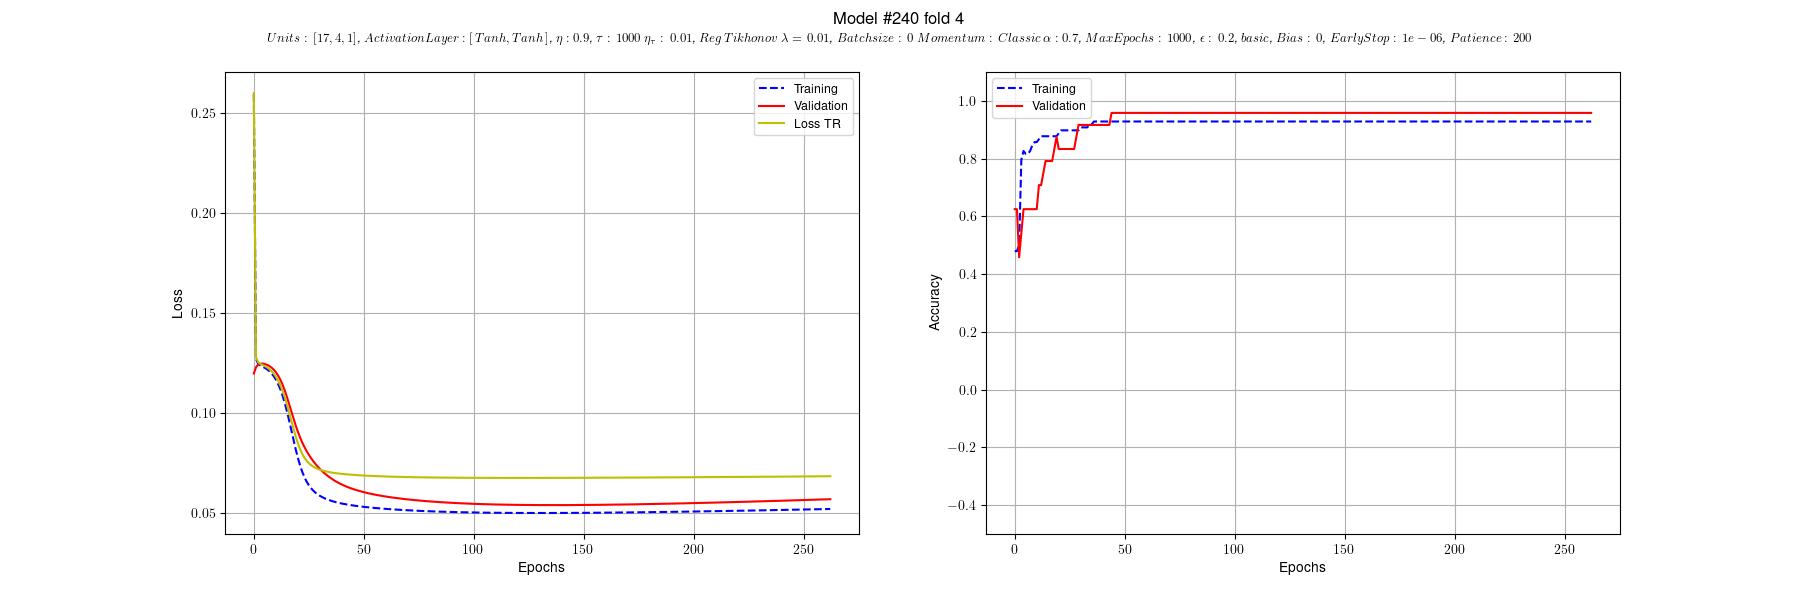 Model #240 fold 4
Units : [17, 4, 1], ActivationLayer : [Tanh, Tanh], η : 0.9, τ : 1000 ητ : 0.01, Reg Tikhonov λ = 0.01, Batchsize : 0 Momentum : Classic α : 0.7, MaxEpochs : 1000, ϵ : 0.2, basic, Bias : 0, EarlyStop : 1e − 06, Patience : 200
Training
Validation
Loss TR
0.25
0.20
0.15
0.10
0.05
Loss
0 50 100 150 200 250
Epochs
Training
Validation
1.0
0.8
0.6
0.4
0.2
0.0
−0.2
−0.4
Accuracy
0 50 100 150 200 250
Epochs